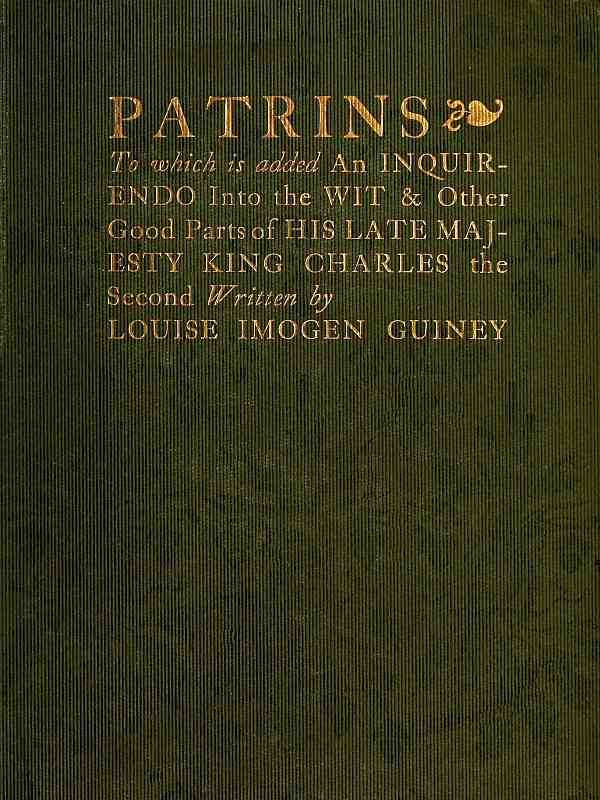 PATRINS
To which is added An INQUIR-
ENDO Into the WIT & Other
Good Parts of HIS LATE MAJ-
ESTY KING CHARLES the
Second Written by
LOUISE IMOGEN GUINEY